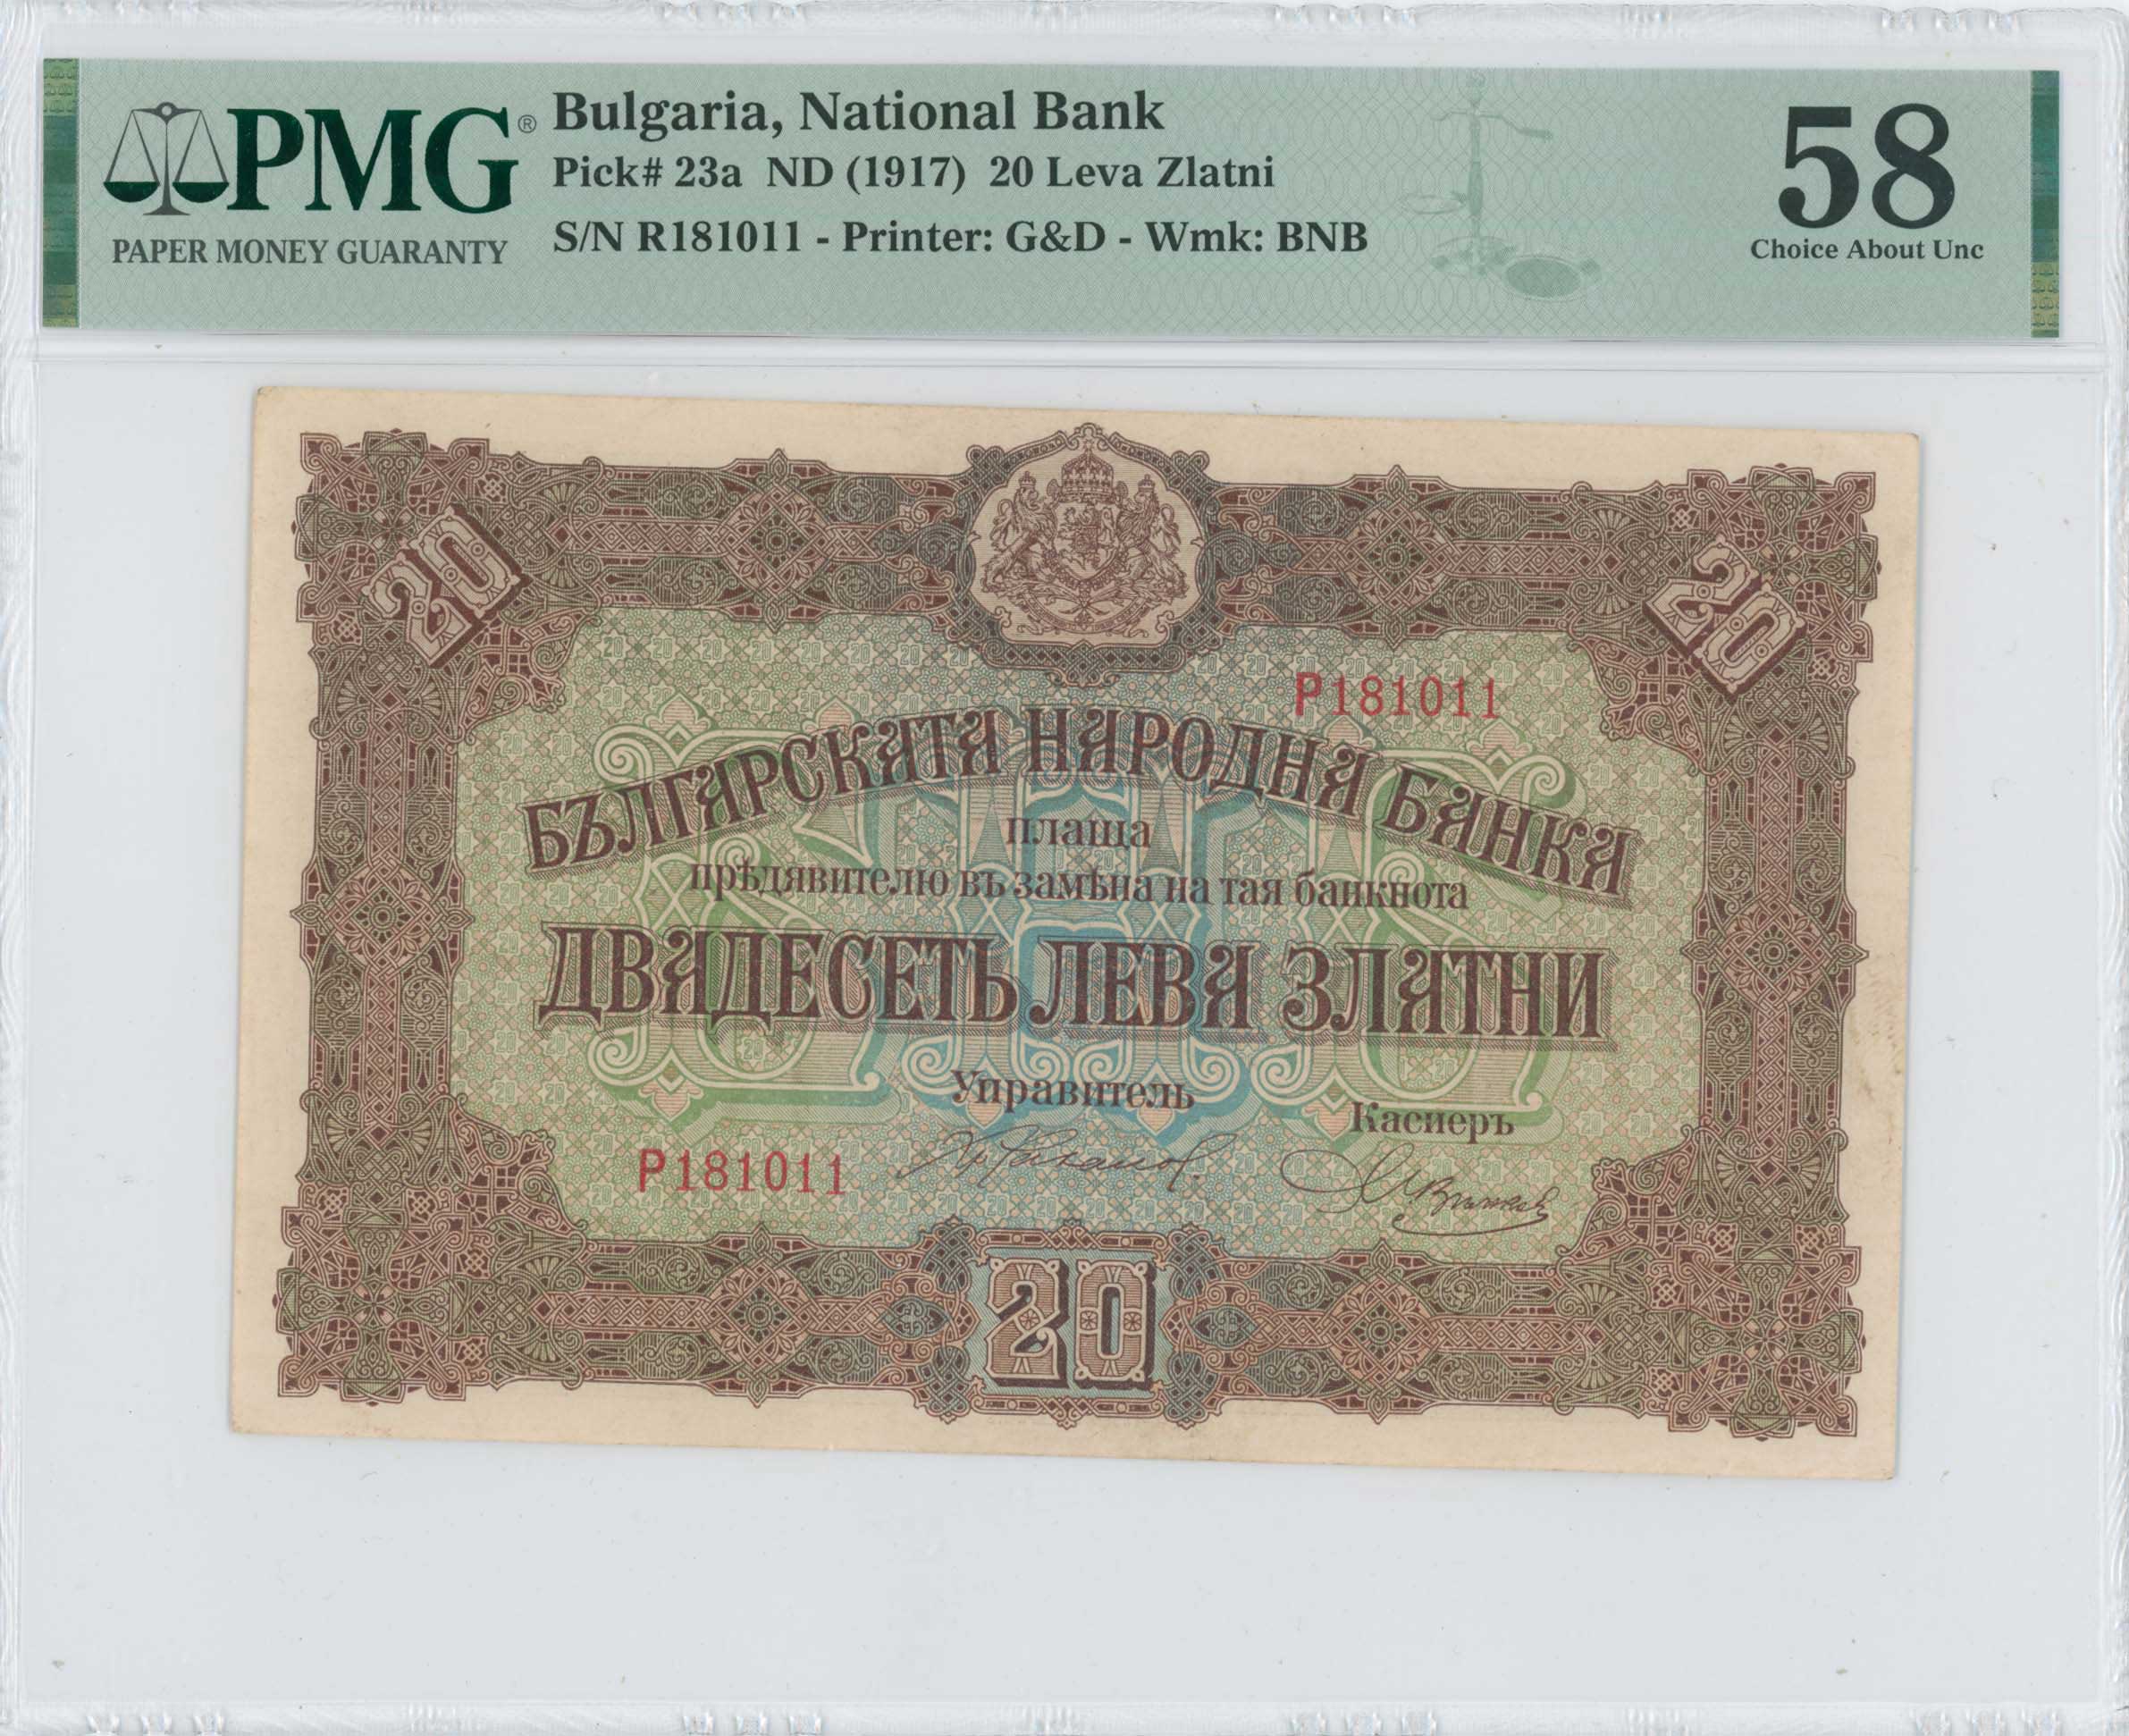 PMG®
PAPER MONEY GUARANTY
Bulgaria, National Bank
Pick# 23a ND (1917) 20 Leva Zlatni
S/N R181011 - Printer: G&D - Wmk: BNB
58
Choice About Unc
20
20
Р181011
БЪЛГАРСКАТА НАРОДНА БАНКА
плаща
прѣдявителю въ замѣна на тая банкнота
ДВАДЕСЕТЬ ЛЕВА ЗЛАТНИ
Управитель
Касиеръ
Р181011
20